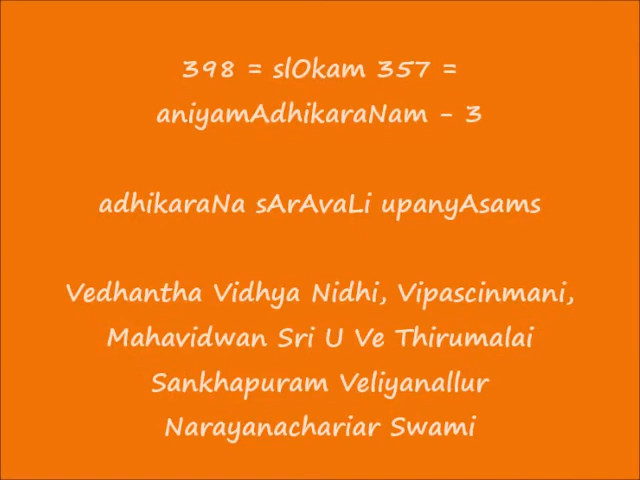 398 = slOkam 357 =
aniyamAdhikaraNam - 3
adhikaraNa sArAvaLi upanyAsams
Vedhantha Vidhya Nidhi, Vipascinmani,
Mahavidwan Sri U Ve Thirumalai
Sankhapuram Veliyanallur
Narayanachariar Swami